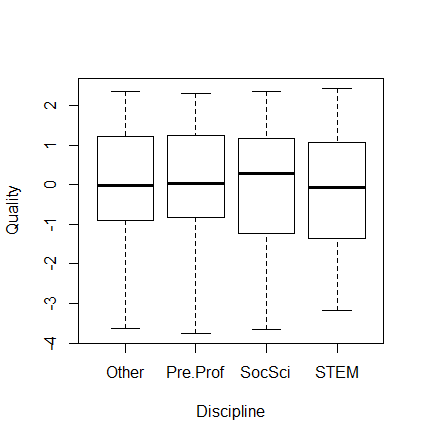 Quality
2
1
0
-1
-2
-3
-4
Other Pre.Prof SocSci STEM
Discipline